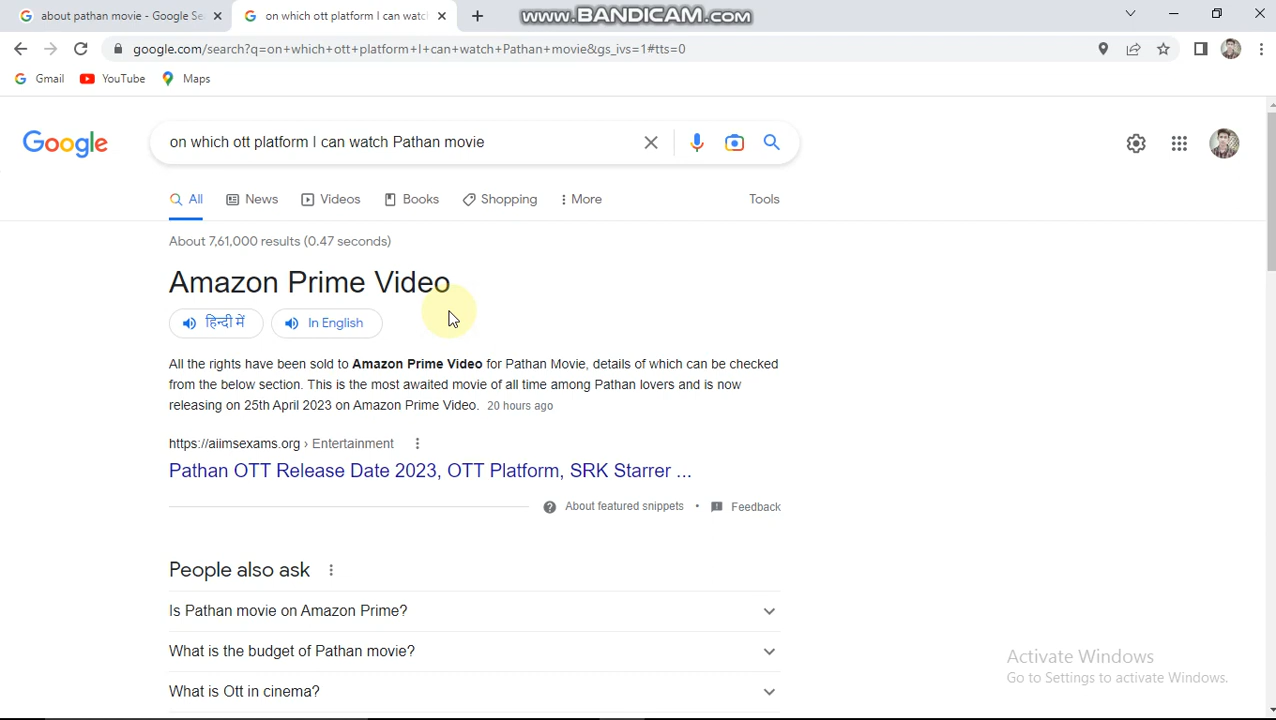 about pathan movie - Google Se
on which ott platform I can watc
www.BANDICAM.com
google.com/search?q=on+which+ott+platform+I+can+watch+Pathan+movie&gs_ivs=1#tts=0
Gmail
YouTube
Maps
Google
on which ott platform I can watch Pathan movie
All
News
Videos
Books
Shopping
More
Tools
About 7,61,000 results (0.47 seconds)
Amazon Prime Video
हिन्दी में
In English
All the rights have been sold to Amazon Prime Video for Pathan Movie, details of which can be checked
from the below section. This is the most awaited movie of all time among Pathan lovers and is now
releasing on 25th April 2023 on Amazon Prime Video. 20 hours ago
https://aiimsexams.org › Entertainment
Pathan OTT Release Date 2023, OTT Platform, SRK Starrer ...
About featured snippets • Feedback
People also ask
Is Pathan movie on Amazon Prime?
What is the budget of Pathan movie?
What is Ott in cinema?
Activate Windows
Go to Settings to activate Windows.